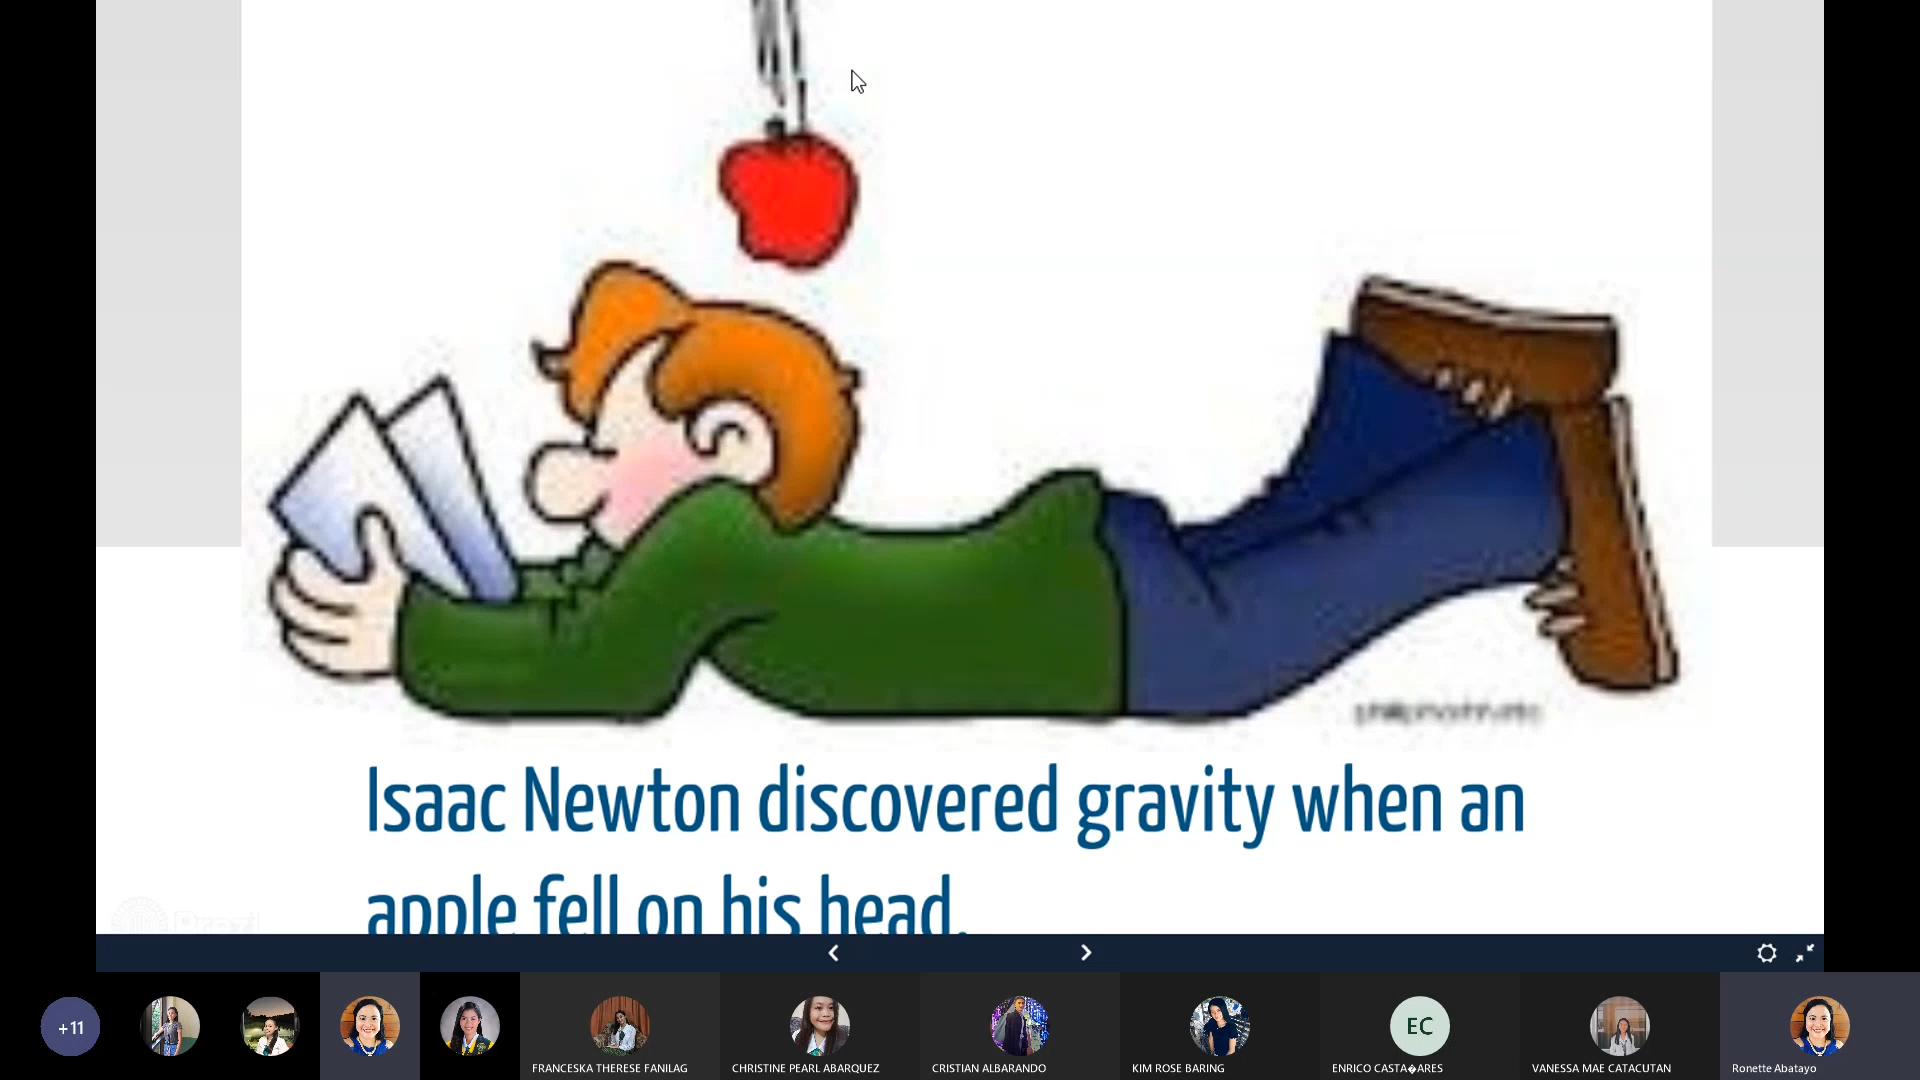 Isaac Newton discovered gravity when an
apple fell on his head.
Prezi
+11
EC
FRANCESKA THERESE FANILAG
CHRISTINE PEARL ABARQUEZ
CRISTIAN ALBARANDO
KIM ROSE BARING
ENRICO CASTA�ARES
VANESSA MAE CATACUTAN
Ronette Abatayo